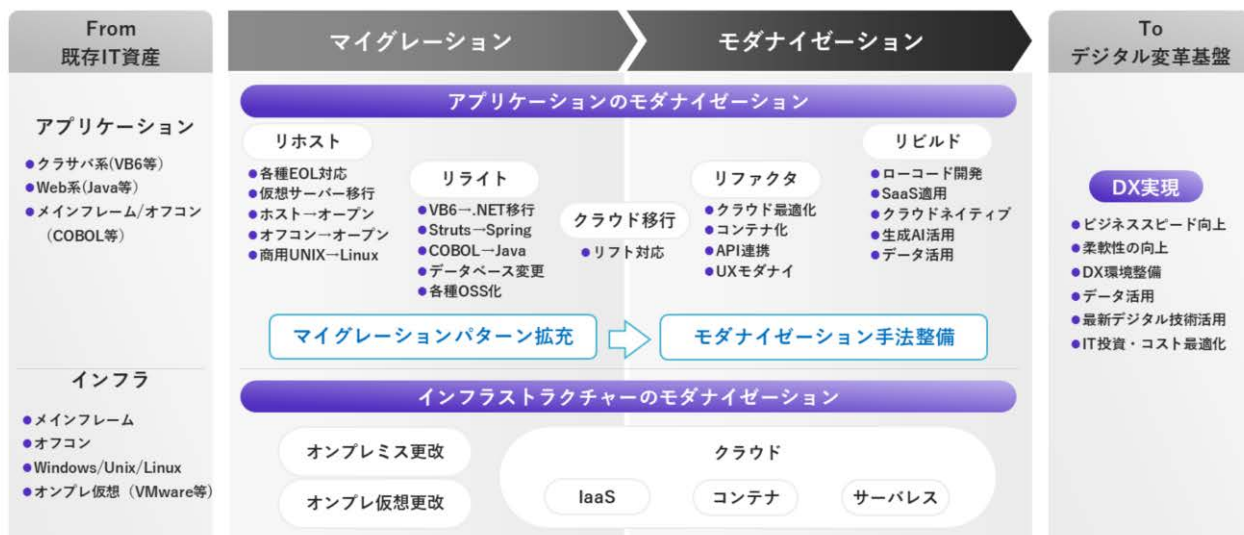 From
既存IT資産
マイグレーション
モダナイゼーション
To
デジタル変革基盤
アプリケーション
●クラサバ系(VB6等)
●Web系(Java等)
●メインフレーム/オフコン
(COBOL等)
インフラ
●メインフレーム
●オフコン
●Windows/Unix/Linux
●オンプレ仮想（VMware等)
アプリケーションのモダナイゼーション
リホスト
●各種EOL対応
●仮想サーバー移行
●ホスト→オープン
●オフコン→オープン
●商用UNIX→Linux
リライト
●VB6→.NET移行
●Struts→Spring
●COBOL→Java
●データベース変更
●各種OSS化
クラウド移行
●リフト対応
リファクタ
●クラウド最適化
●コンテナ化
●API連携
●UXモダナイ
リビルド
●ローコード開発
●SaaS適用
●クラウドネイティブ
●生成AI活用
●データ活用
マイグレーションパターン拡充
モダナイゼーション手法整備
インフラストラクチャーのモダナイゼーション
オンプレミス更改
オンプレ仮想更改
クラウド
IaaS
コンテナ
サーバレス
DX実現
●ビジネススピード向上
●柔軟性の向上
●DX環境整備
●データ活用
●最新デジタル技術活用
●IT投資・コスト最適化